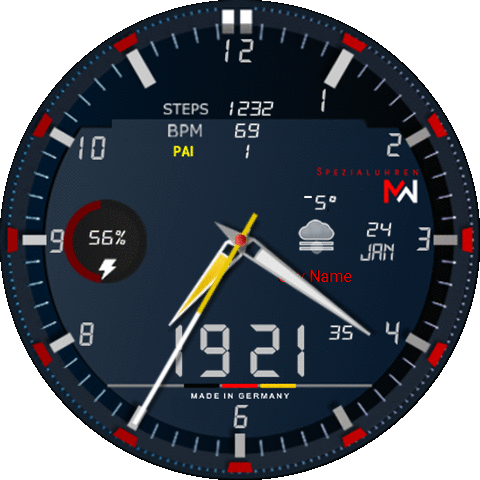 12
1
STEPS 1232
BPM 69
PAI 1
10
2
SPEZIALUHREN
-5°
24
JAN
9
56%
3
Name
1921 35
8
4
MADE IN GERMANY
6